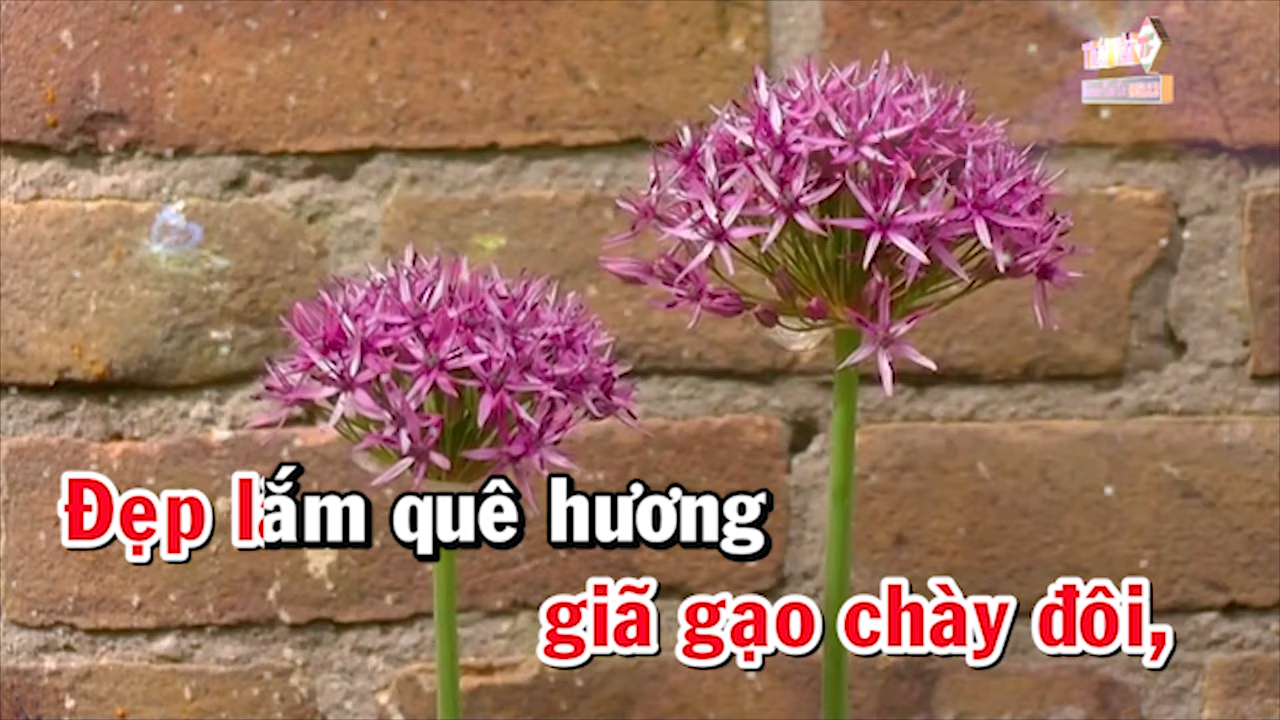 Đẹp lắm quê hương
giã gạo chày đôi,